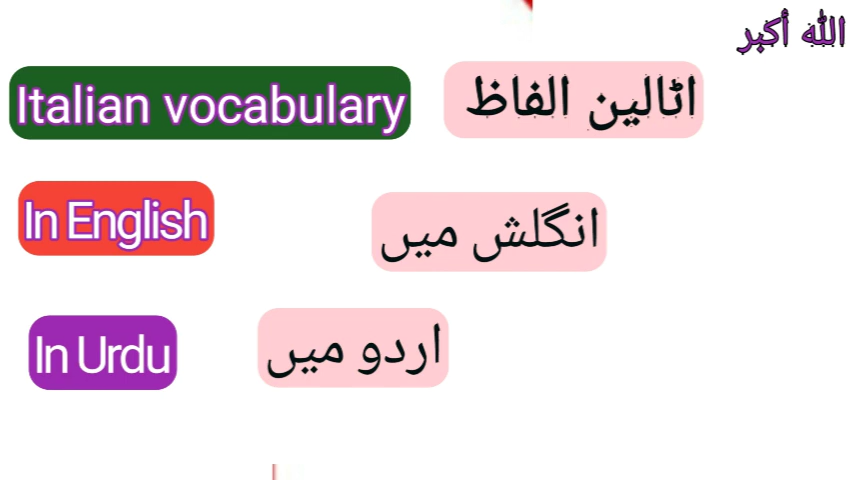 الله أكبر
Italian vocabulary اٹالین الفاظ
In English انگلش میں
In Urdu اردو میں